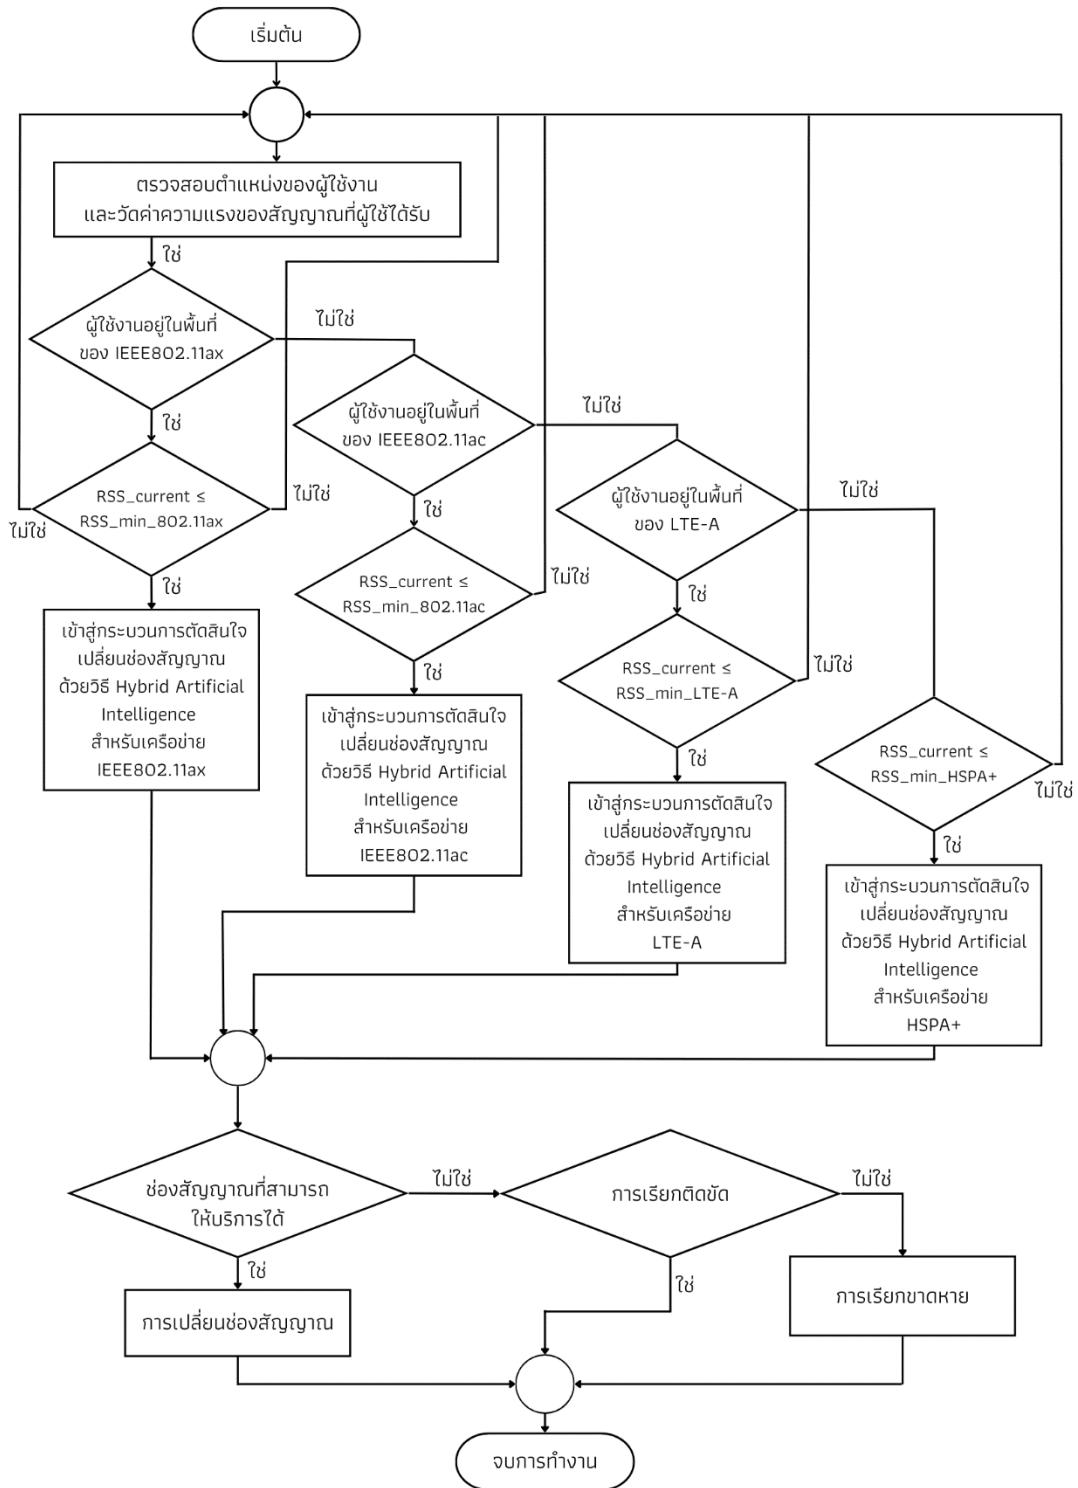 เริ่มต้น
ตรวจสอบตำแหน่งของผู้ใช้งาน
และวัดค่าความแรงของสัญญาณที่ผู้ใช้ได้รับ
ใช่
ผู้ใช้งานอยู่ในพื้นที่
ของ IEEE802.11ax
ไม่ใช่
ใช่
RSS_current ≤
RSS_min_802.11ax
ไม่ใช่
ไม่ใช่
ใช่
เข้าสู่กระบวนการตัดสินใจ
เปลี่ยนช่องสัญญาณ
ด้วยวิธี Hybrid Artificial
Intelligence
สำหรับเครือข่าย
IEEE802.11ax
ผู้ใช้งานอยู่ในพื้นที่
ของ IEEE802.11ac
ไม่ใช่
ใช่
RSS_current ≤
RSS_min_802.11ac
ไม่ใช่
ใช่
เข้าสู่กระบวนการตัดสินใจ
เปลี่ยนช่องสัญญาณ
ด้วยวิธี Hybrid Artificial
Intelligence
สำหรับเครือข่าย
IEEE802.11ac
ผู้ใช้งานอยู่ในพื้นที่
ของ LTE-A
ไม่ใช่
ใช่
RSS_current ≤
RSS_min_LTE-A
ไม่ใช่
ใช่
เข้าสู่กระบวนการตัดสินใจ
เปลี่ยนช่องสัญญาณ
ด้วยวิธี Hybrid Artificial
Intelligence
สำหรับเครือข่าย
LTE-A
RSS_current ≤
RSS_min_HSPA+
ไม่ใช่
ใช่
เข้าสู่กระบวนการตัดสินใจ
เปลี่ยนช่องสัญญาณ
ด้วยวิธี Hybrid Artificial
Intelligence
สำหรับเครือข่าย
HSPA+
ช่องสัญญาณที่สามารถ
ให้บริการได้
ไม่ใช่
ใช่
การเรียกติดขัด
ไม่ใช่
ใช่
การเปลี่ยนช่องสัญญาณ
การเรียกขาดหาย
จบการทำงาน